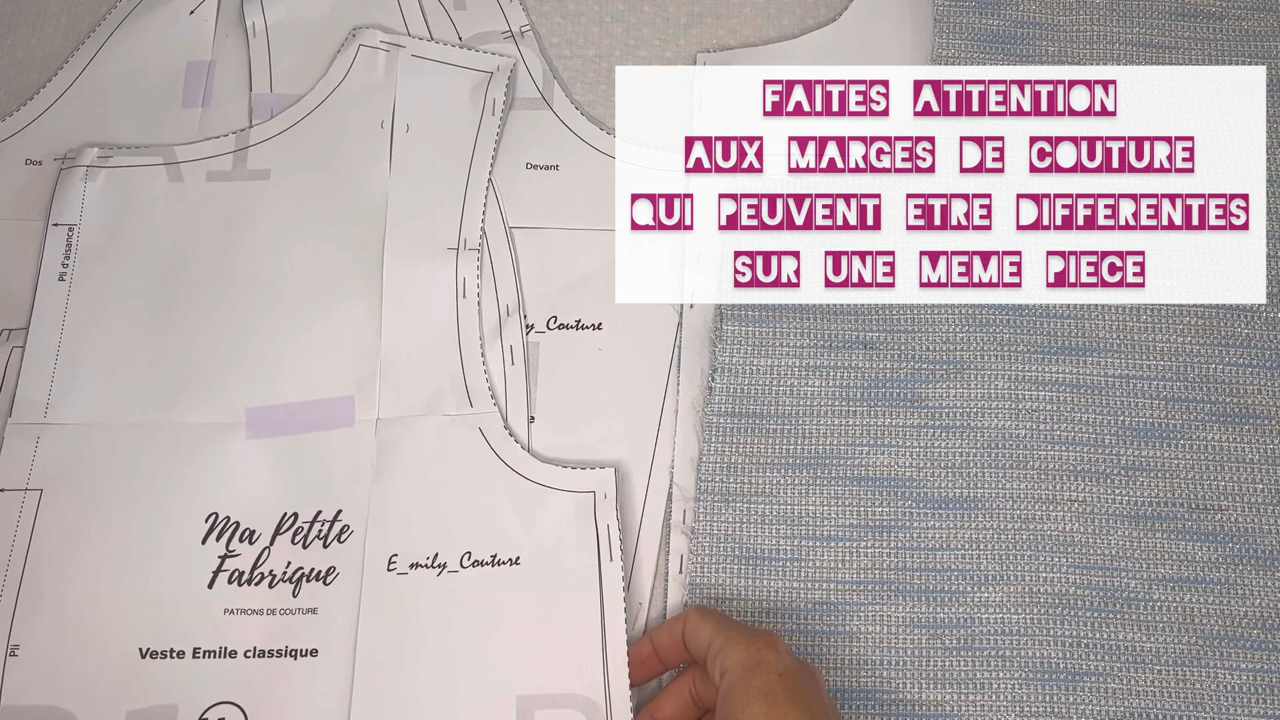 FAITES ATTENTION
AUX MARGES DE COUTURE
QUI PEUVENT ETRE DIFFERENTES
SUR UNE MEME PIECE
Dos
Devant
Pli d'aisance
y_Couture
Ma Petite
Fabrique
E_mily_Couture
PATRONS DE COUTURE
Veste Emile classique
Pli